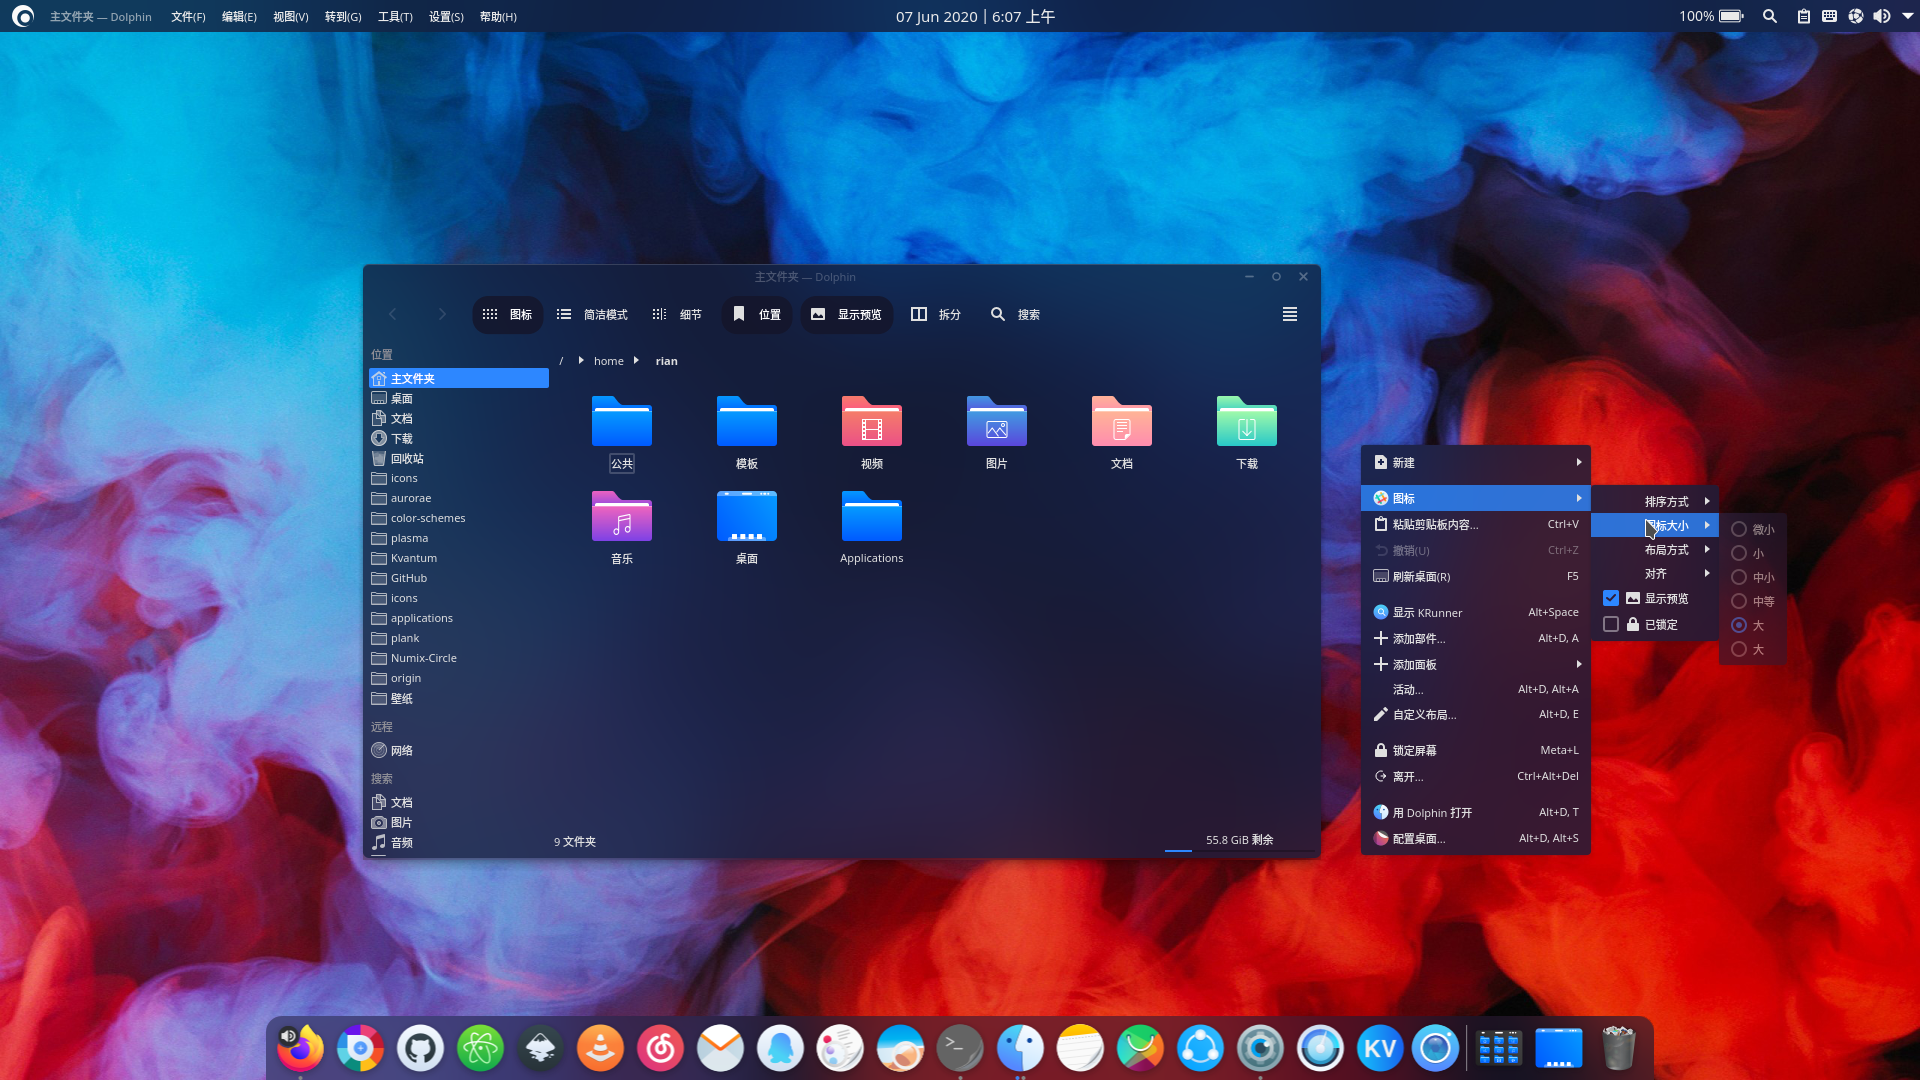 主文件夹 — Dolphin 文件(F) 编辑(E) 视图(V) 转到(G) 工具(T) 设置(S) 帮助(H) 07 Jun 2020 | 6:07 上午 100%
主文件夹 — Dolphin
图标 简洁模式 细节 位置 显示预览 拆分 搜索
位置
主文件夹
桌面
文档
下载
回收站
icons
aurorae
color-schemes
plasma
Kvantum
GitHub
icons
applications
plank
Numix-Circle
origin
壁纸
远程
网络
搜索
文档
图片
音频
/ home rian
公共 模板 视频 图片 文档 下载
音乐 桌面 Applications
9 文件夹 55.8 GiB 剩余
新建
图标
粘贴剪贴板内容... Ctrl+V
撤销(U) Ctrl+Z
刷新桌面(R) F5
显示 KRunner Alt+Space
添加部件... Alt+D, A
添加面板
活动... Alt+D, Alt+A
自定义布局... Alt+D, E
锁定屏幕 Meta+L
离开... Ctrl+Alt+Del
用 Dolphin 打开 Alt+D, T
配置桌面... Alt+D, Alt+S
排序方式
标大小
布局方式
对齐
显示预览
已锁定
微小
小
中小
中等
大
大
>_
KV